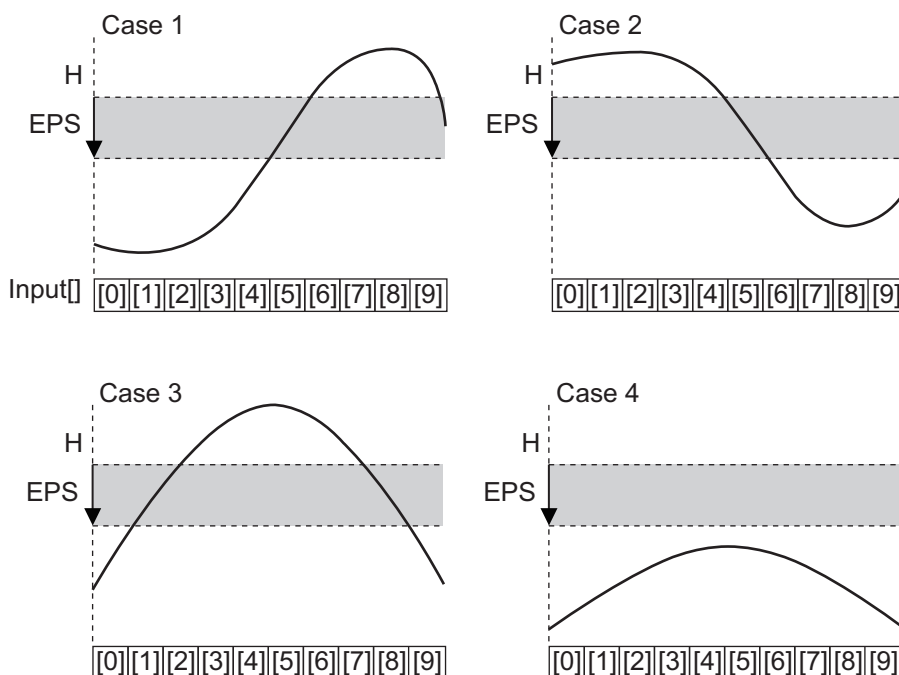 Case 1
H
EPS
Input[]
[0] [1] [2] [3] [4] [5] [6] [7] [8] [9]
Case 2
H
EPS
[0] [1] [2] [3] [4] [5] [6] [7] [8] [9]
Case 3
H
EPS
[0] [1] [2] [3] [4] [5] [6] [7] [8] [9]
Case 4
H
EPS
[0] [1] [2] [3] [4] [5] [6] [7] [8] [9]